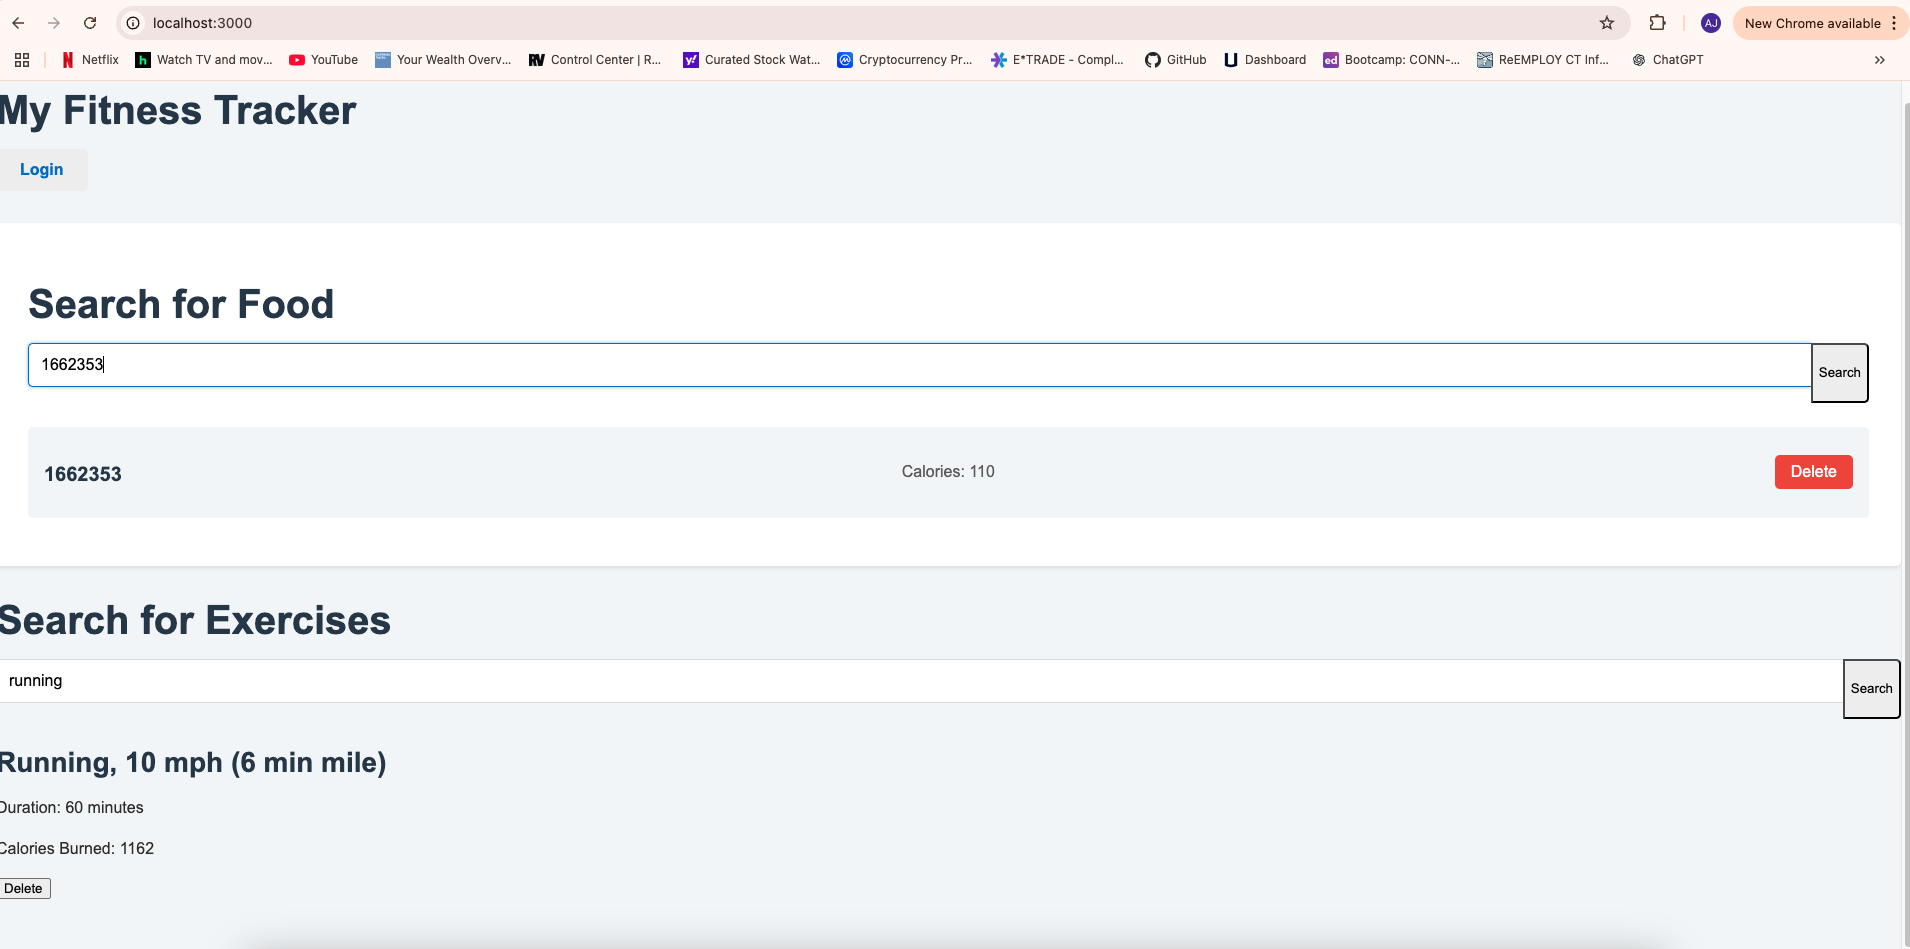 localhost:3000
AJ
New Chrome available
Netflix
Watch TV and mov...
YouTube
Your Wealth Overv...
Control Center | R...
Curated Stock Wat...
Cryptocurrency Pr...
E*TRADE - Compl...
GitHub
Dashboard
Bootcamp: CONN-...
ReEMPLOY CT Inf...
ChatGPT
My Fitness Tracker
Login
Search for Food
1662353
Search
1662353
Calories: 110
Delete
Search for Exercises
running
Search
Running, 10 mph (6 min mile)
Duration: 60 minutes
Calories Burned: 1162
Delete